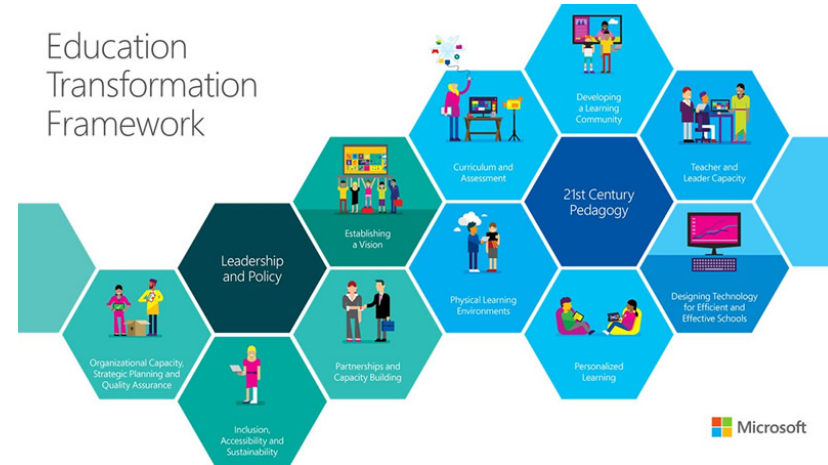 Education
Transformation
Framework
Developing
a Learning
Community
Curriculum and
Assessment
Teacher and
Leader Capacity
21st Century
Pedagogy
Establishing
a Vision
Leadership
and Policy
Physical Learning
Environments
Designing Technology
for Efficient and
Effective Schools
Organizational Capacity,
Strategic Planning and
Quality Assurance
Partnerships and
Capacity Building
Personalized
Learning
Inclusion,
Accessibility and
Sustainability
Microsoft